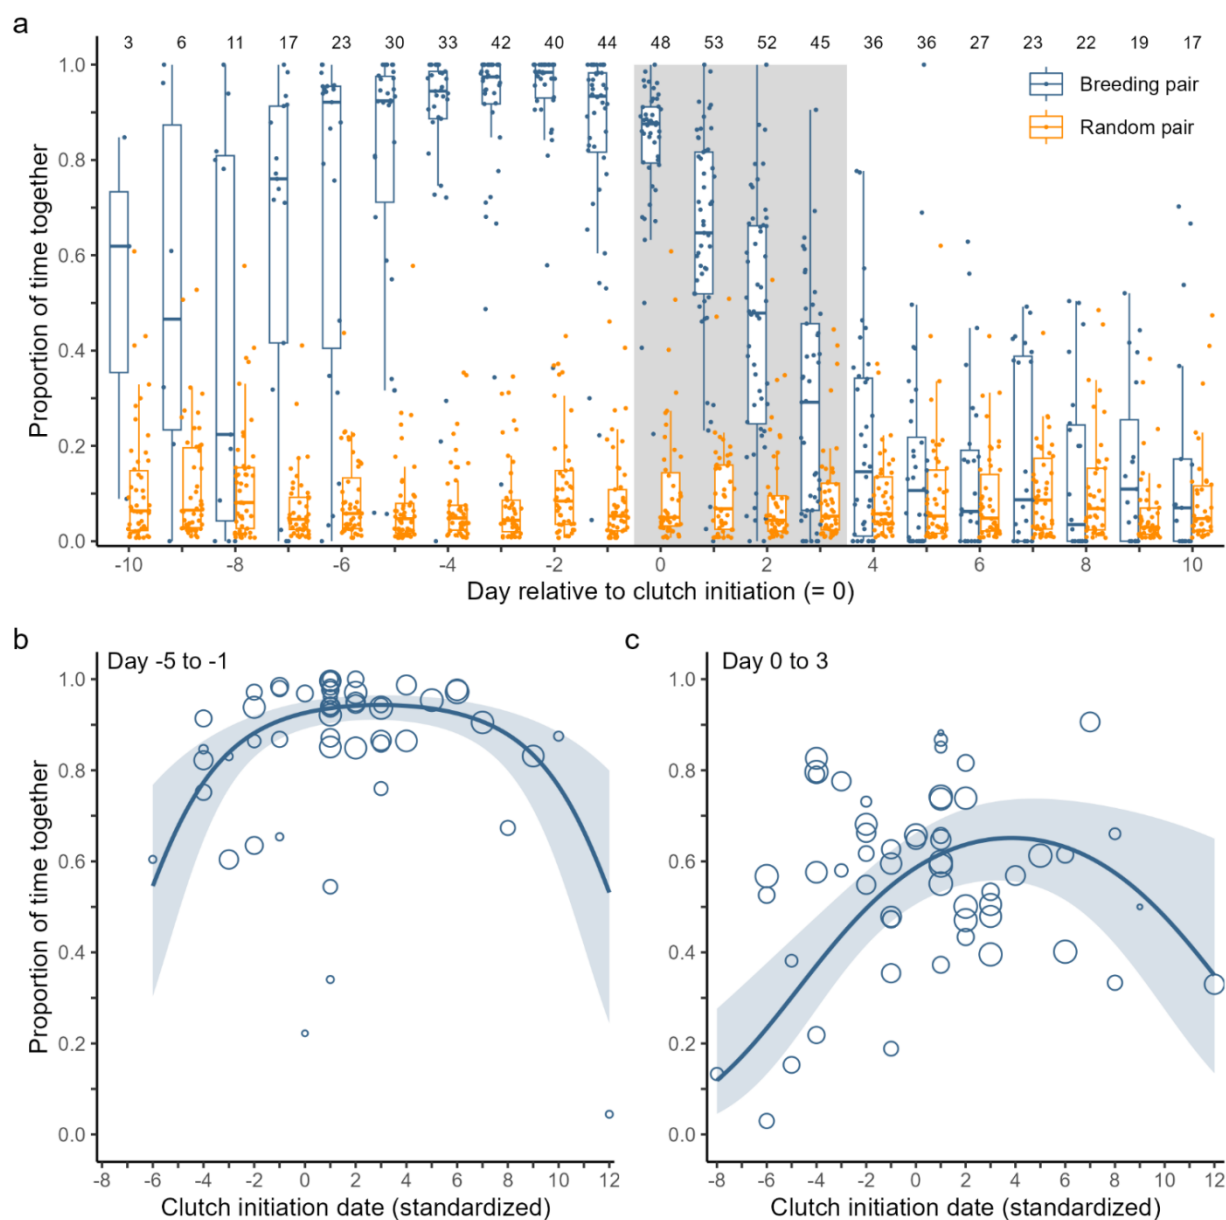 a
3 6 11 17 23 30 33 42 40 44 48 53 52 45 36 36 27 23 22 19 17
1.0
Breeding pair
Random pair
0.8
0.6
0.4
0.2
0.0
Proportion of time together
-10 -8 -6 -4 -2 0 2 4 6 8 10
Day relative to clutch initiation (= 0)
b
Day -5 to -1
1.0
0.8
0.6
0.4
0.2
0.0
Proportion of time together
-8 -6 -4 -2 0 2 4 6 8 10 12
Clutch initiation date (standardized)
c
Day 0 to 3
1.0
0.8
0.6
0.4
0.2
0.0
-8 -6 -4 -2 0 2 4 6 8 10 12
Clutch initiation date (standardized)